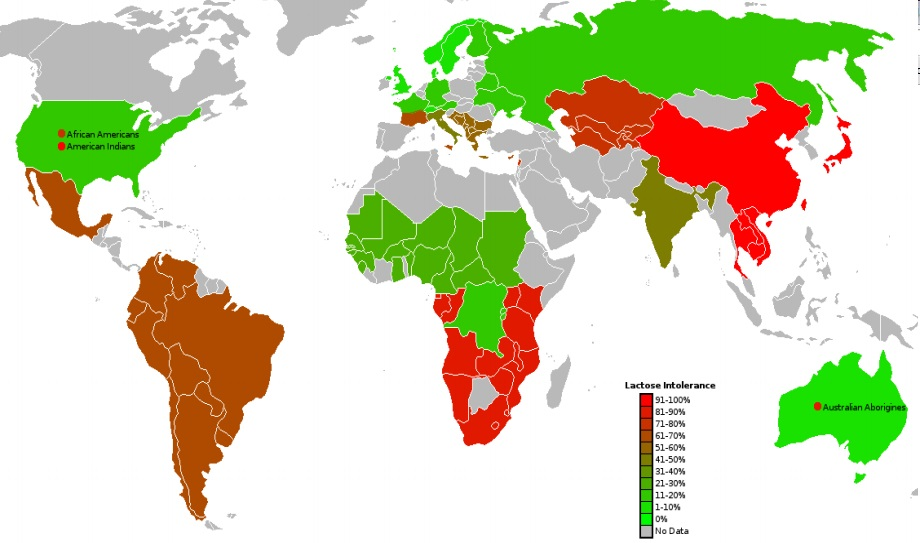 African Americans
American Indians
Lactose Intolerance
91-100%
81-90%
71-80%
61-70%
51-60%
41-50%
31-40%
21-30%
11-20%
1-10%
0%
No Data
Australian Aborigines